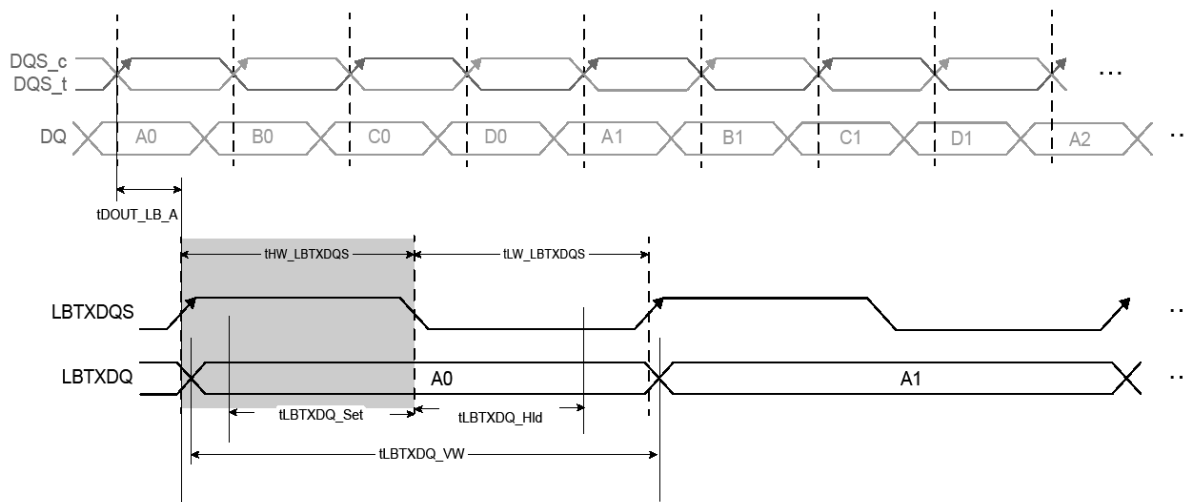 DQS_c
DQS_t
...
DQ A0 B0 C0 D0 A1 B1 C1 D1 A2 ..
tDOUT_LB_A
tHW_LBTXDQS tLW_LBTXDQS
LBTXDQS ..
LBTXDQ A0 A1 ..
tLBTXDQ_Set tLBTXDQ_Hld
tLBTXDQ_VW